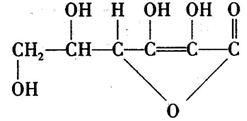 OH H OH OH O
CH₂—CH—C—C=C—C
OH
O